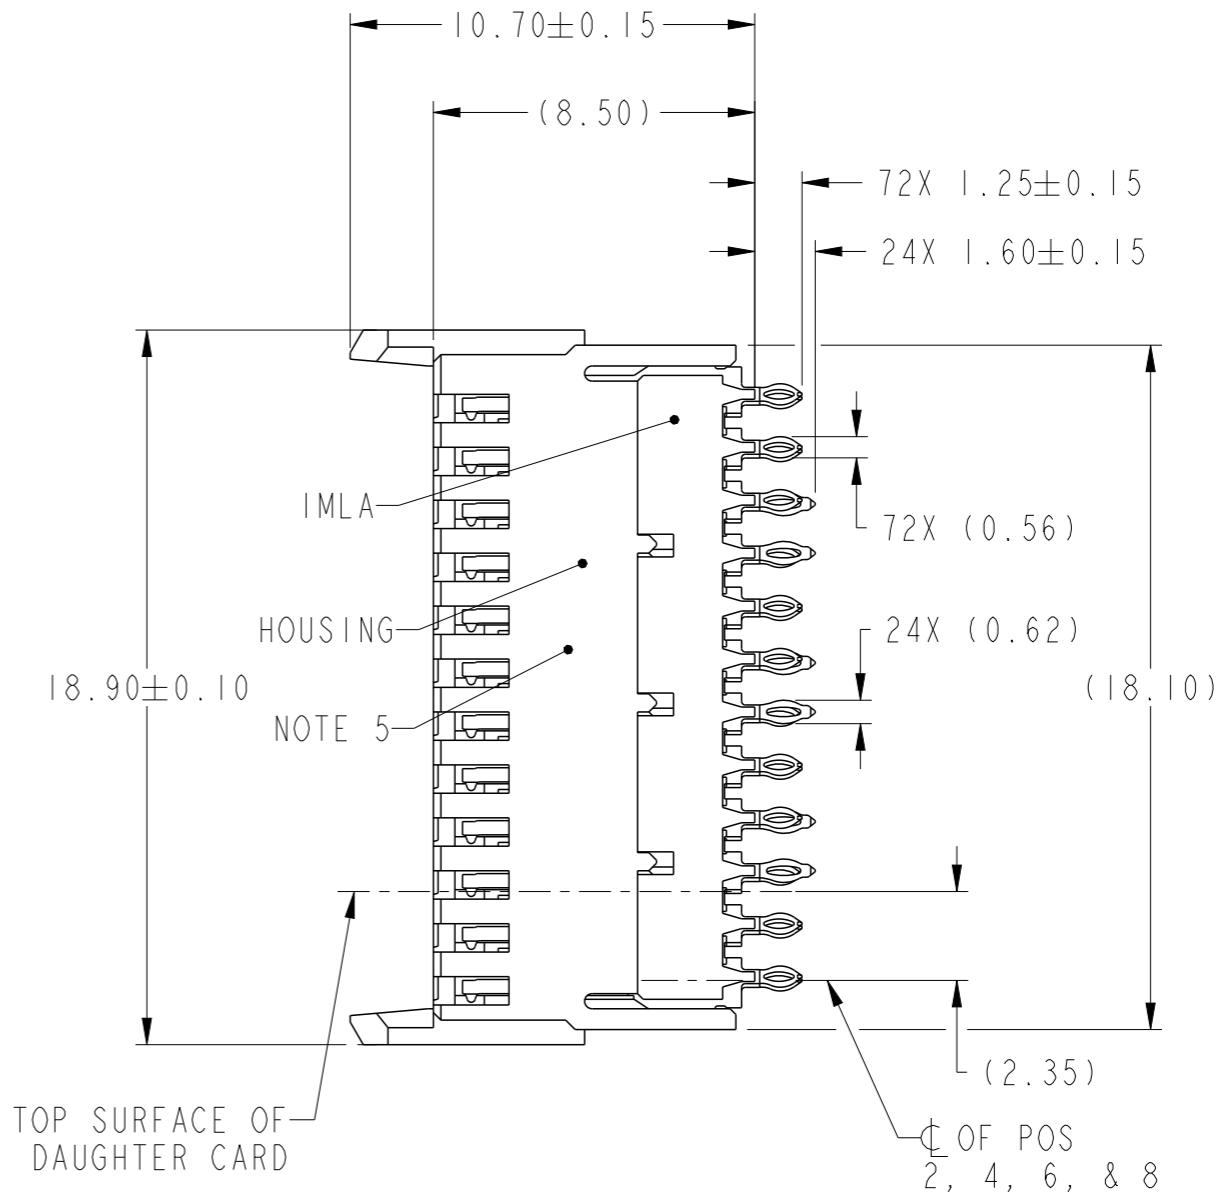 10.70±0.15
(8.50)
72X 1.25±0.15
24X 1.60±0.15
IMLA
72X (0.56)
HOUSING
24X (0.62)
18.90±0.10
(18.10)
NOTE 5
(2.35)
TOP SURFACE OF
DAUGHTER CARD
℄ OF POS
2, 4, 6, & 8